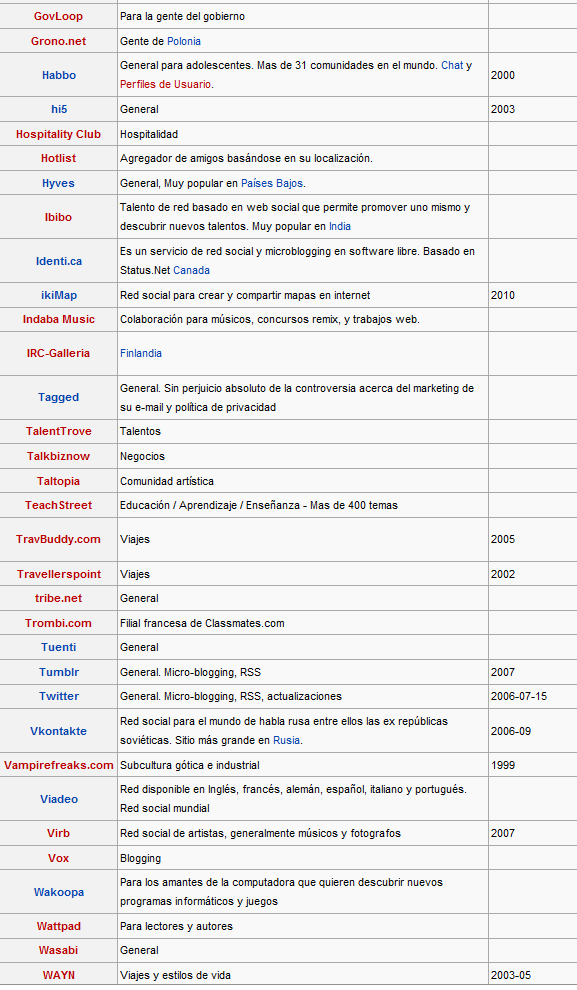 GovLoop Para la gente del gobierno
Grono.net Gente de Polonia
Habbo General para adolescentes. Mas de 31 comunidades en el mundo. Chat y
Perfiles de Usuario. 2000
hi5 General 2003
Hospitality Club Hospitalidad
Hotlist Agregador de amigos basándose en su localización.
Hyves General, Muy popular en Países Bajos.
Ibibo Talento de red basado en web social que permite promover uno mismo y
descubrir nuevos talentos. Muy popular en India
Identi.ca Es un servicio de red social y microblogging en software libre. Basado en
Status.Net Canada
ikiMap Red social para crear y compartir mapas en internet 2010
Indaba Music Colaboración para músicos, concursos remix, y trabajos web.
IRC-Galleria Finlandia
Tagged General. Sin perjuicio absoluto de la controversia acerca del marketing de
su e-mail y política de privacidad
TalentTrove Talentos
Talkbiznow Negocios
Taltopia Comunidad artística
TeachStreet Educación / Aprendizaje / Enseñanza - Mas de 400 temas
TravBuddy.com Viajes 2005
Travellerspoint Viajes 2002
tribe.net General
Trombi.com Filial francesa de Classmates.com
Tuenti General
Tumblr General. Micro-blogging, RSS 2007
Twitter General. Micro-blogging, RSS, actualizaciones 2006-07-15
Vkontakte Red social para el mundo de habla rusa entre ellos las ex repúblicas
soviéticas. Sitio más grande en Rusia. 2006-09
Vampirefreaks.com Subcultura gótica e industrial 1999
Viadeo Red disponible en Inglés, francés, alemán, español, italiano y portugués.
Red social mundial
Virb Red social de artistas, generalmente músicos y fotografos 2007
Vox Blogging
Wakoopa Para los amantes de la computadora que quieren descubrir nuevos
programas informáticos y juegos
Wattpad Para lectores y autores
Wasabi General
WAYN Viajes y estilos de vida 2003-05